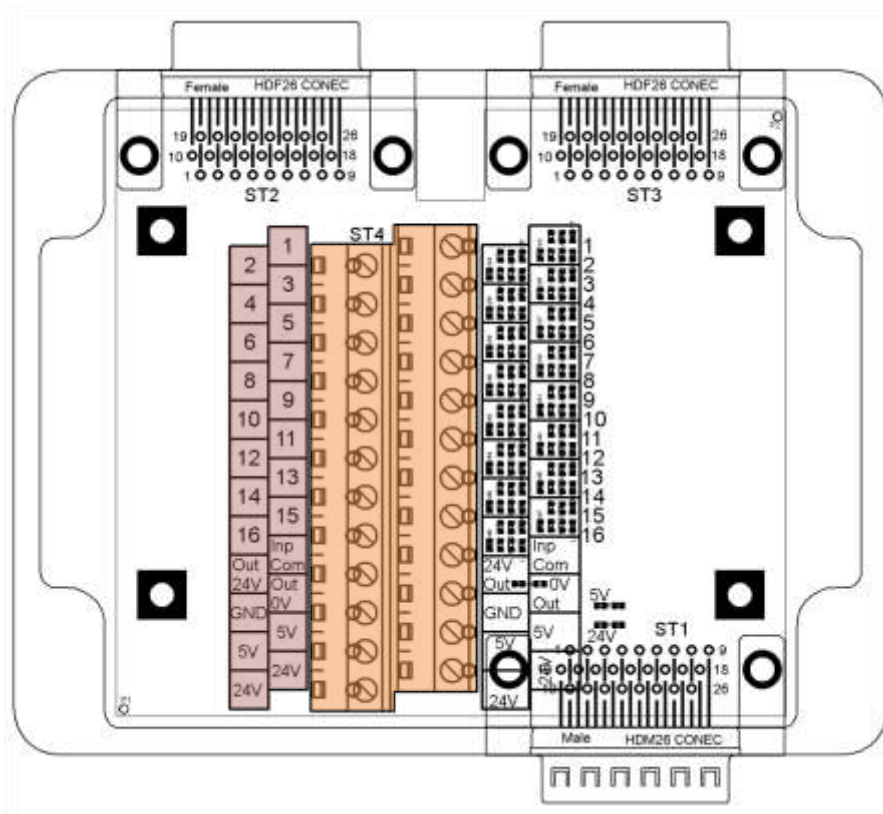 Female HDF26 CONEC
Female HDF26 CONEC
19 26
10 18
1 9
ST2
19 26
10 18
1 9
ST3
ST4
1
2
3
4
5
6
7
8
9
10
11
12
13
14
15
16
Inp
Com
Out
24V
Out
0V
GND
5V
5V
24V
24V
1
2
3
4
5
6
7
8
9
10
11
12
13
14
15
16
Inp
Com
24V
Out
0V
Out
GND
5V
5V
24V
5V
24V
ST1
9
18
26
Male HDM26 CONEC